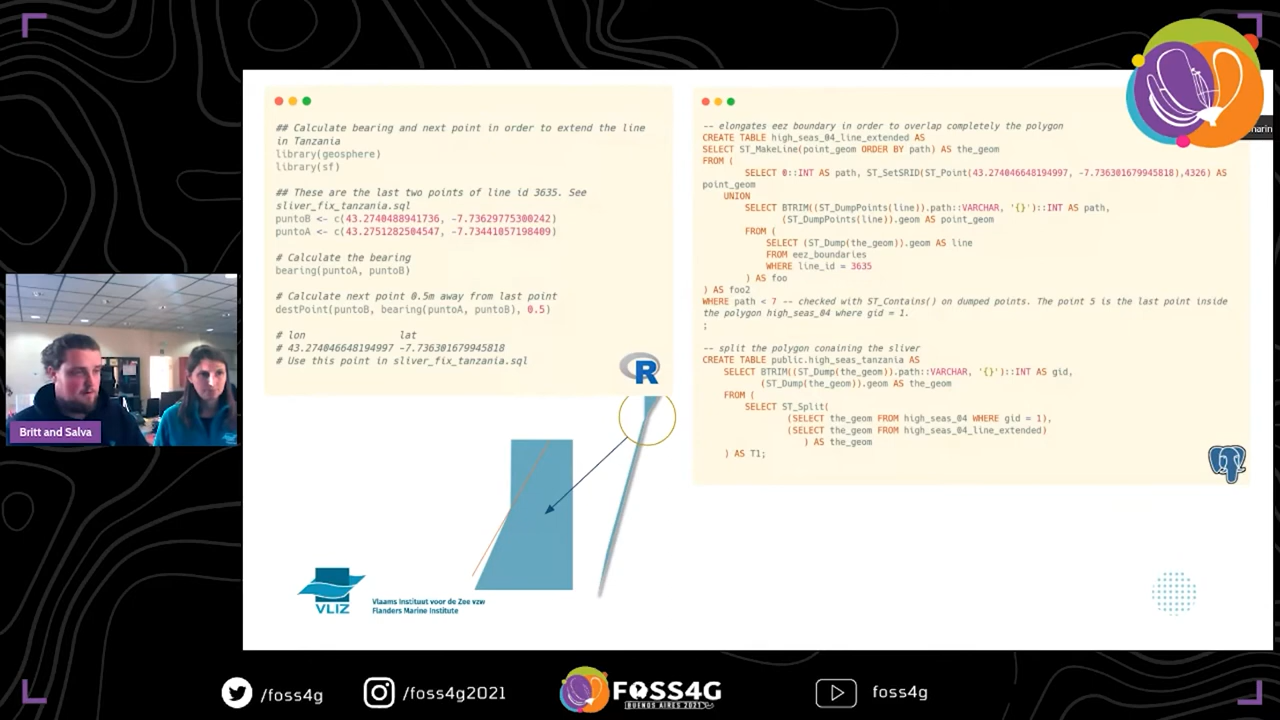 ## Calculate bearing and next point in order to extend the line
in Tanzania
library(geosphere)
library(sf)
## These are the last two points of line id 3635. See
sliver_fix_tanzania.sql
puntoB <- c(43.2740488941736, -7.73629775300242)
puntoA <- c(43.2751282504547, -7.73441057198409)
# Calculate the bearing
bearing(puntoA, puntoB)
# Calculate next point 0.5m away from last point
destPoint(puntoB, bearing(puntoA, puntoB), 0.5)
# lon lat
# 43.274046648194997 -7.736301679945818
# Use this point in sliver_fix_tanzania.sql
R
-- elongates eez boundary in order to overlap completely the polygon
CREATE TABLE high_seas_04_line_extended AS
SELECT ST_MakeLine(point_geom ORDER BY path) AS the_geom
FROM (
SELECT 0::INT AS path, ST_SetSRID(ST_Point(43.274046648194997, -7.736301679945818),4326) AS
point_geom
UNION
SELECT BTRIM((ST_DumpPoints(line)).path::VARCHAR, '{}')::INT AS path,
(ST_DumpPoints(line)).geom AS point_geom
FROM (
SELECT (ST_Dump(the_geom)).geom AS line
FROM eez_boundaries
WHERE line_id = 3635
) AS foo
) AS foo2
WHERE path < 7 -- checked with ST_Contains() on dumped points. The point 5 is the last point inside
the polygon high_seas_04 where gid = 1.
;
-- split the polygon conaining the sliver
CREATE TABLE public.high_seas_tanzania AS
SELECT BTRIM((ST_Dump(the_geom)).path::VARCHAR, '{}')::INT AS gid,
(ST_Dump(the_geom)).geom AS the_geom
FROM (
SELECT ST_Split(
(SELECT the_geom FROM high_seas_04 WHERE gid = 1),
(SELECT the_geom FROM high_seas_04_line_extended)
) AS the_geom
) AS T1;
Britt and Salva
VLIZ
Vlaams Instituut voor de Zee vzw
Flanders Marine Institute
/foss4g
/foss4g2021
FOSS4G
BUENOS AIRES 2021
foss4g